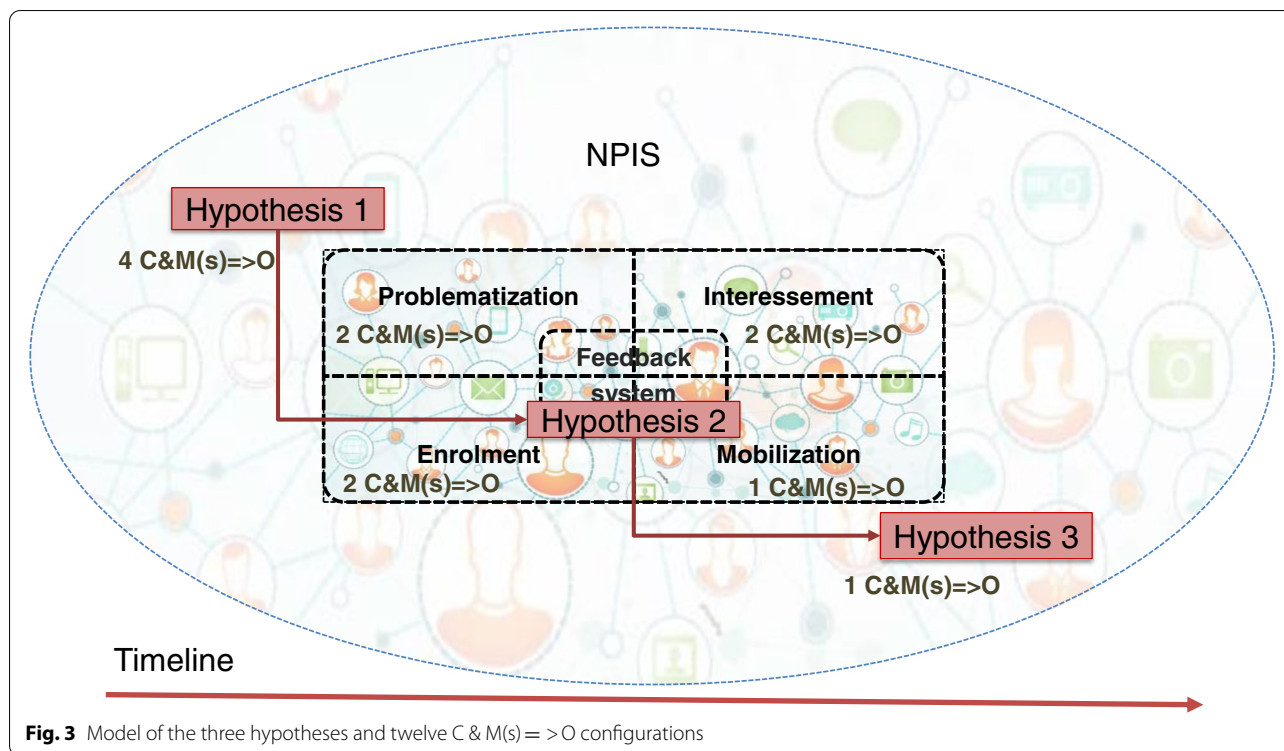 NPIS
Hypothesis 1
4 C&M(s)=>O
Problematization
2 C&M(s)=>O
Interessement
2 C&M(s)=>O
Feedback
system
Hypothesis 2
Enrolment
2 C&M(s)=>O
Mobilization
1 C&M(s)=>O
Hypothesis 3
1 C&M(s)=>O
Timeline
Fig. 3 Model of the three hypotheses and twelve C & M(s) = > O configurations